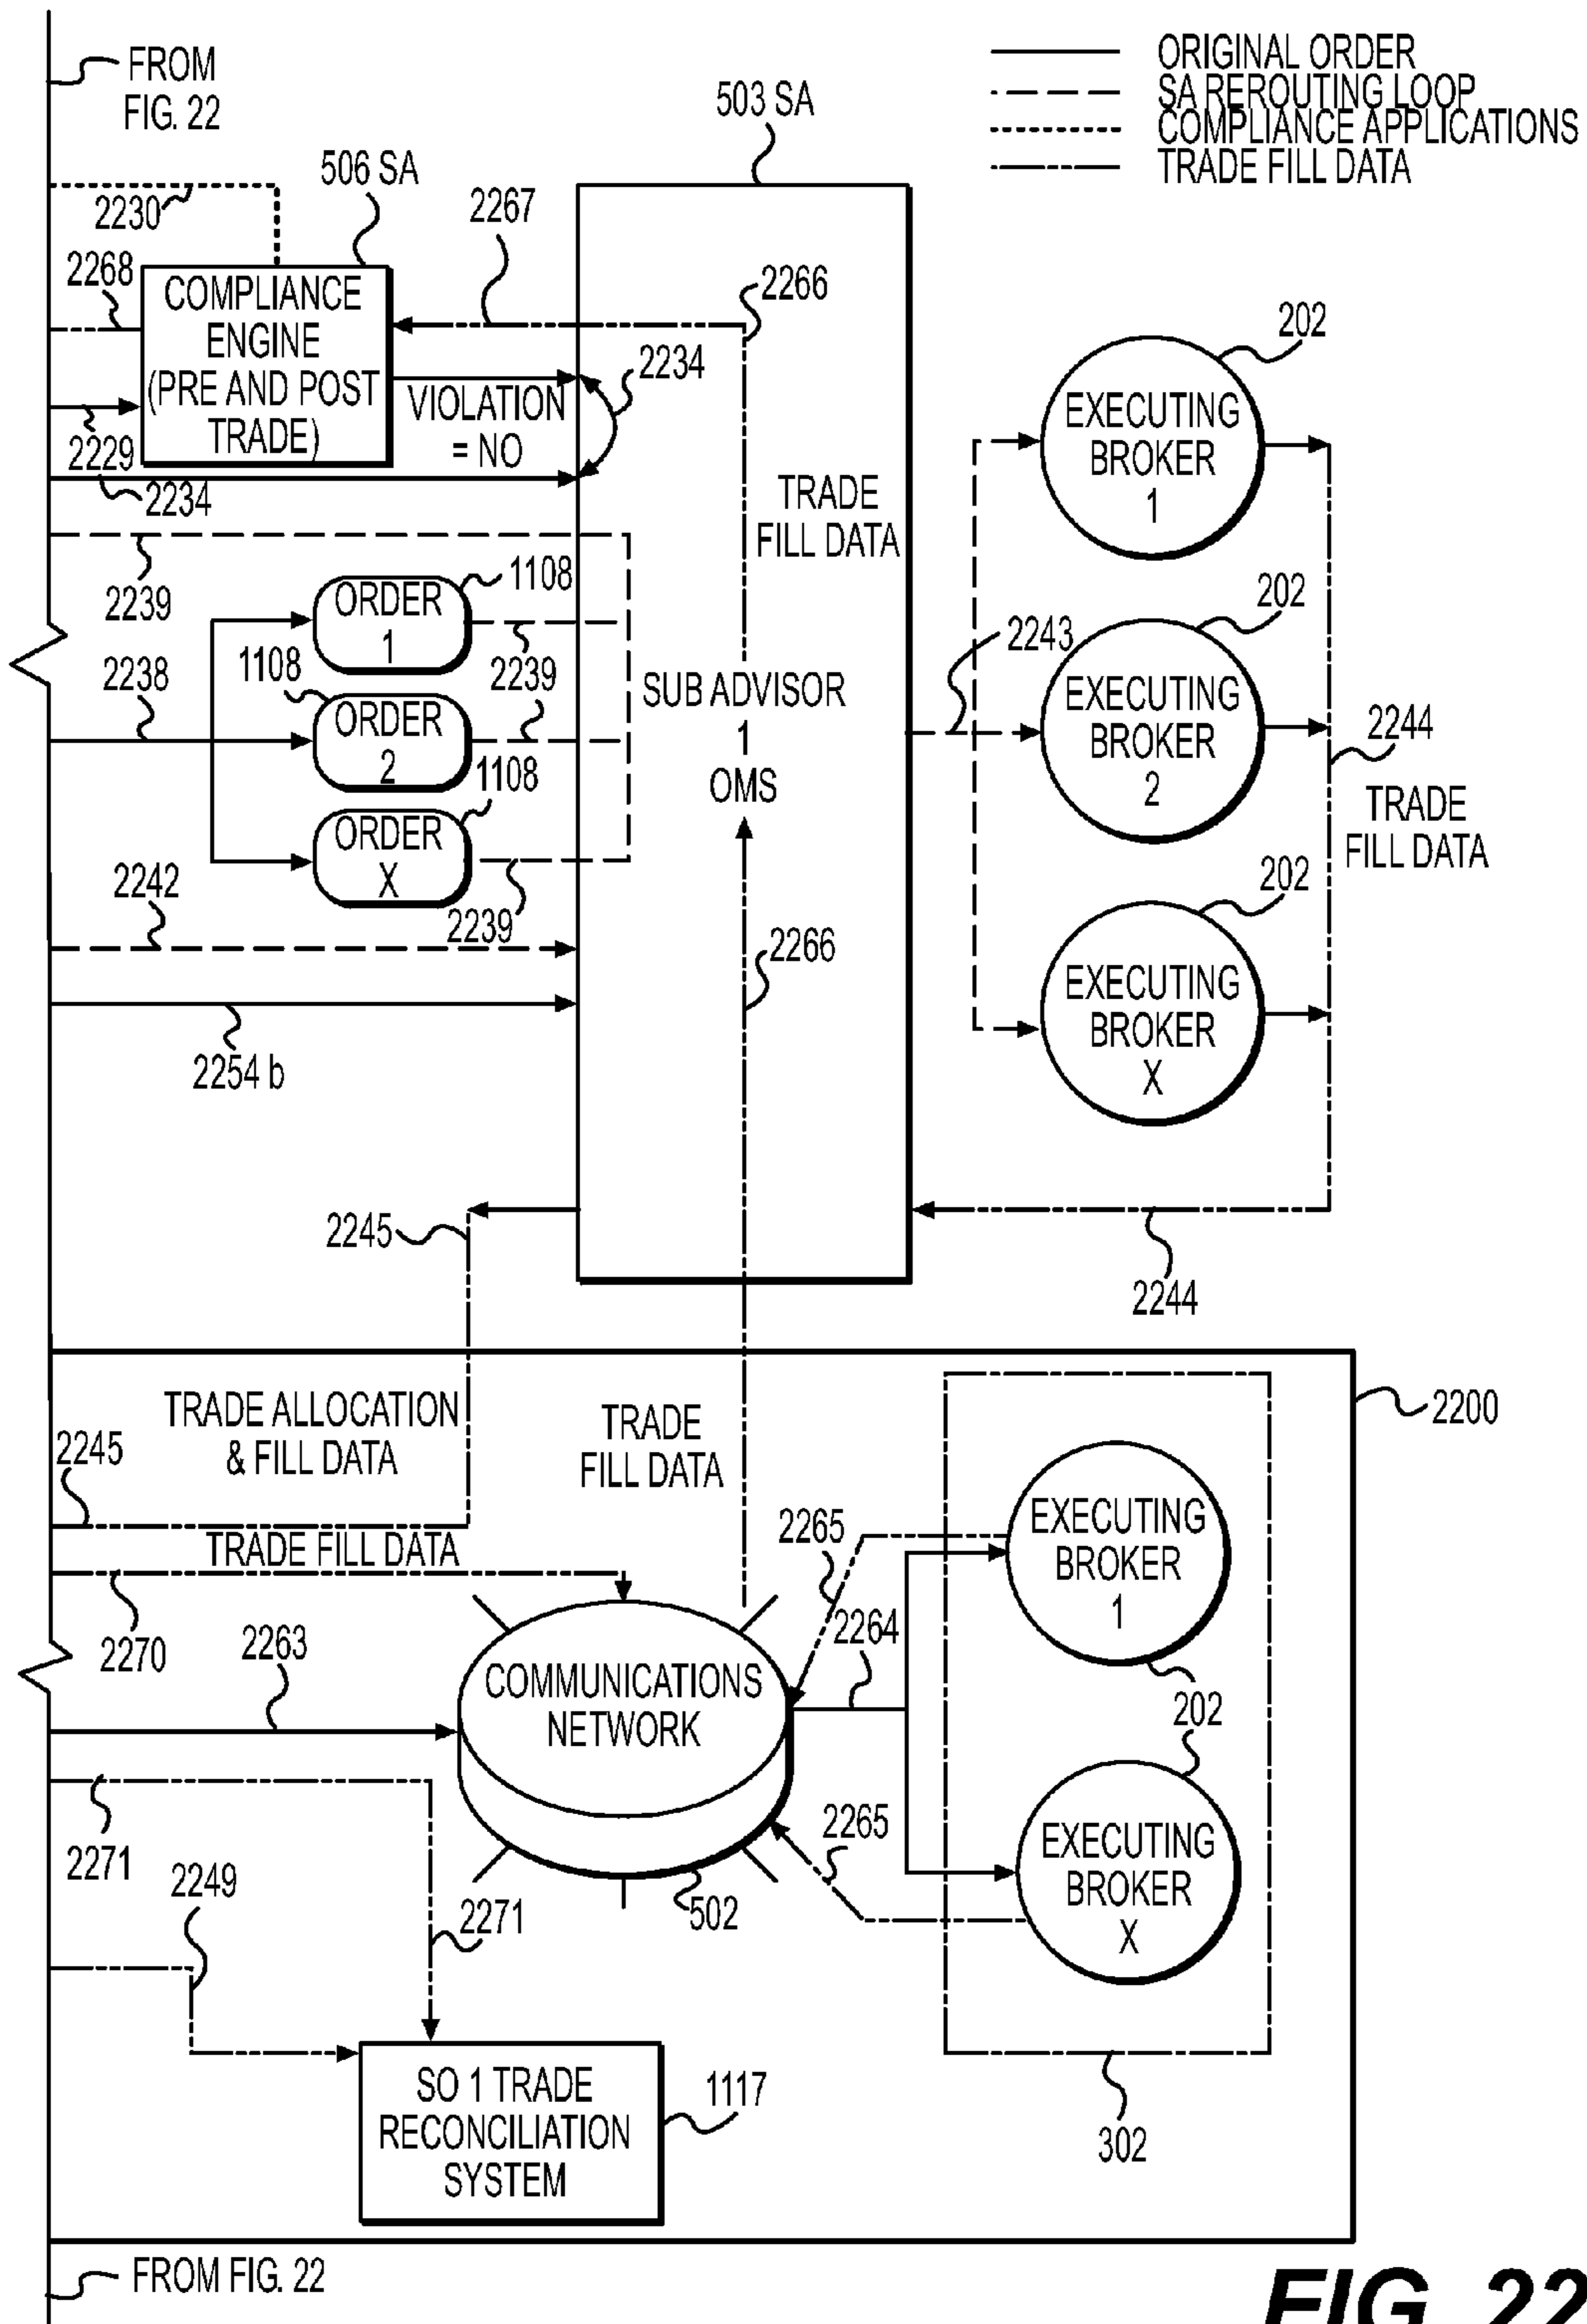 FROM
FIG. 22
ORIGINAL ORDER
SA REROUTING LOOP
COMPLIANCE APPLICATIONS
TRADE FILL DATA
503 SA
506 SA
2230
2267
2268
COMPLIANCE
ENGINE
(PRE AND POST
TRADE)
2266
2234
VIOLATION
= NO
2229
2234
202
EXECUTING
BROKER
1
TRADE
FILL DATA
2239
ORDER
1
1108
2239
2238
1108
ORDER
2
2239
1108
ORDER
X
2239
2242
SUB ADVISOR
1
OMS
2243
202
EXECUTING
BROKER
2
2244
TRADE
FILL DATA
202
EXECUTING
BROKER
X
2266
2254 b
2245
2244
2200
TRADE ALLOCATION
& FILL DATA
TRADE
FILL DATA
2245
TRADE FILL DATA
2270
2265
2264
EXECUTING
BROKER
1
202
2263
COMMUNICATIONS
NETWORK
2271
2249
2271
502
2265
EXECUTING
BROKER
X
SO 1 TRADE
RECONCILIATION
SYSTEM
1117
302
FROM FIG. 22
FIG. 22